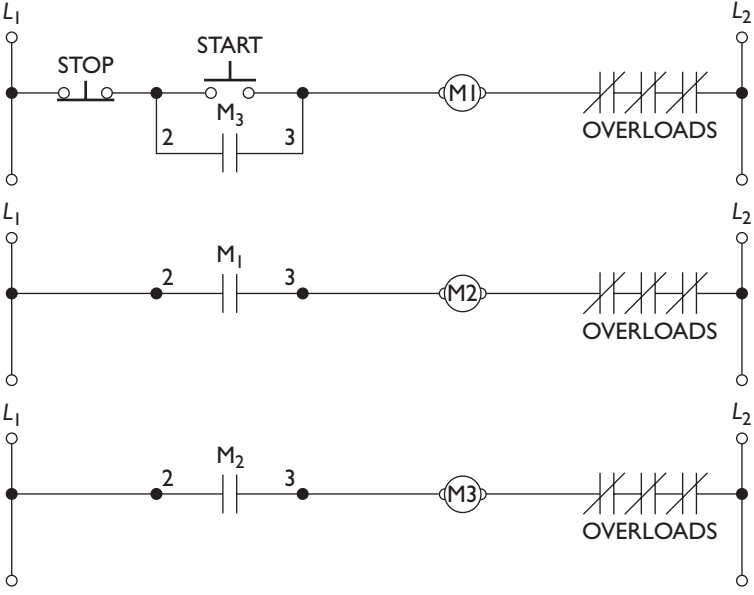 L1 L2
START
STOP
M3
2 3
M1
OVERLOADS
L1 L2
M1
2 3
M2
OVERLOADS
L1 L2
M2
2 3
M3
OVERLOADS